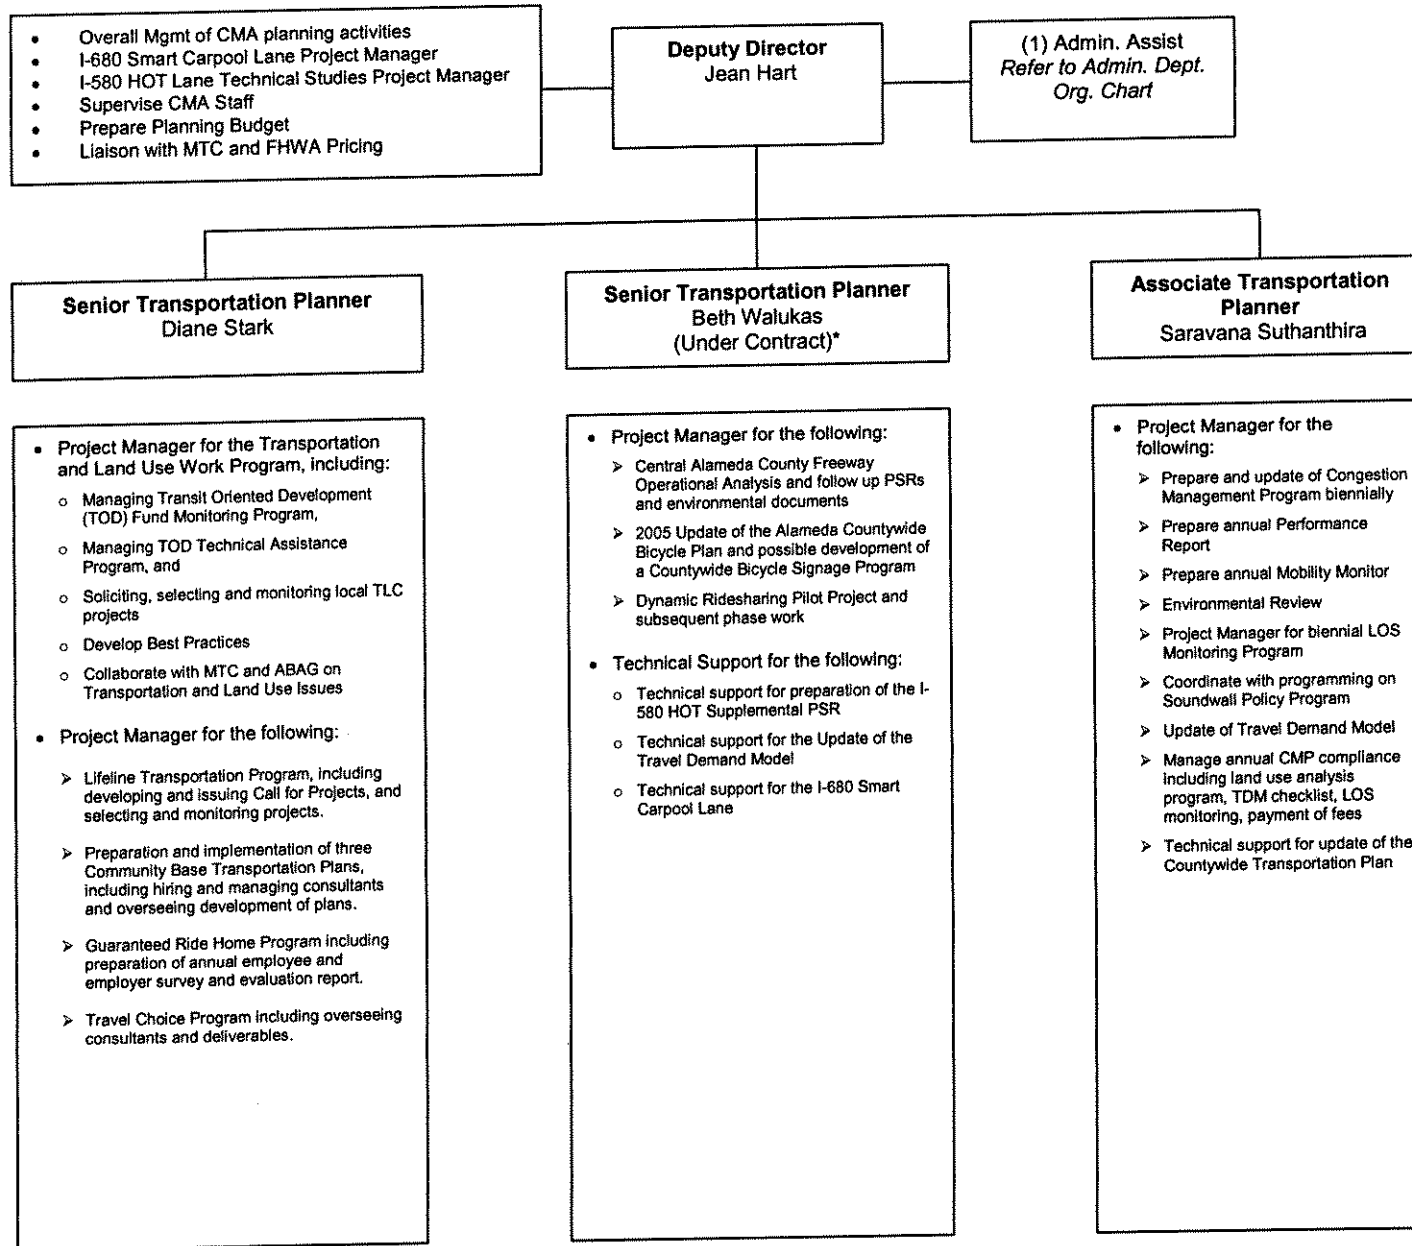 • Overall Mgmt of CMA planning activities
• I-680 Smart Carpool Lane Project Manager
• I-580 HOT Lane Technical Studies Project Manager
• Supervise CMA Staff
• Prepare Planning Budget
• Liaison with MTC and FHWA Pricing
Deputy Director
Jean Hart
(1) Admin. Assist
Refer to Admin. Dept.
Org. Chart
Senior Transportation Planner
Diane Stark
Senior Transportation Planner
Beth Walukas
(Under Contract)*
Associate Transportation
Planner
Saravana Suthanthira
• Project Manager for the Transportation
and Land Use Work Program, including:
o Managing Transit Oriented Development
(TOD) Fund Monitoring Program,
o Managing TOD Technical Assistance
Program, and
o Soliciting, selecting and monitoring local TLC
projects
o Develop Best Practices
o Collaborate with MTC and ABAG on
Transportation and Land Use Issues
• Project Manager for the following:
➢ Lifeline Transportation Program, including
developing and issuing Call for Projects, and
selecting and monitoring projects.
➢ Preparation and implementation of three
Community Base Transportation Plans,
including hiring and managing consultants
and overseeing development of plans.
➢ Guaranteed Ride Home Program including
preparation of annual employee and
employer survey and evaluation report.
➢ Travel Choice Program including overseeing
consultants and deliverables.
• Project Manager for the following:
➢ Central Alameda County Freeway
Operational Analysis and follow up PSRs
and environmental documents
➢ 2005 Update of the Alameda Countywide
Bicycle Plan and possible development of
a Countywide Bicycle Signage Program
➢ Dynamic Ridesharing Pilot Project and
subsequent phase work
• Technical Support for the following:
o Technical support for preparation of the I-
580 HOT Supplemental PSR
o Technical support for the Update of the
Travel Demand Model
o Technical support for the I-680 Smart
Carpool Lane
• Project Manager for the
following:
➢ Prepare and update of Congestion
Management Program biennially
➢ Prepare annual Performance
Report
➢ Prepare annual Mobility Monitor
➢ Environmental Review
➢ Project Manager for biennial LOS
Monitoring Program
➢ Coordinate with programming on
Soundwall Policy Program
➢ Update of Travel Demand Model
➢ Manage annual CMP compliance
including land use analysis
program, TDM checklist, LOS
monitoring, payment of fees
➢ Technical support for update of the
Countywide Transportation Plan